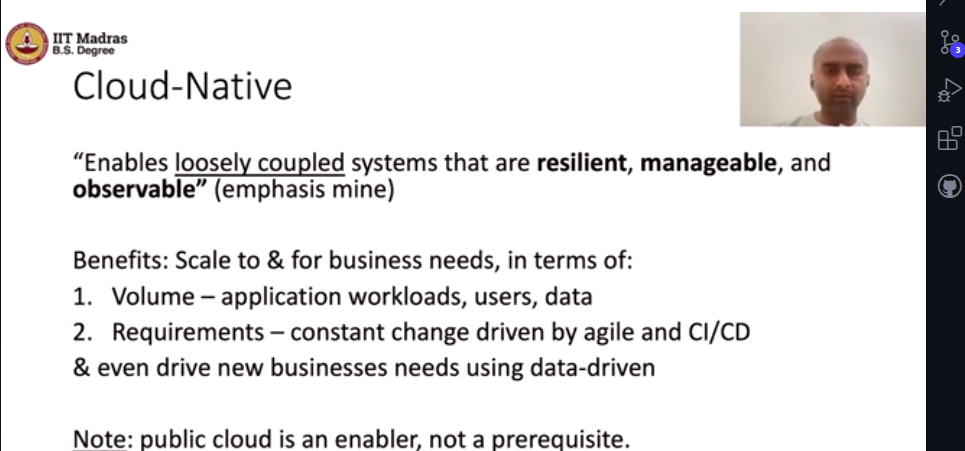 IIT Madras
B.S. Degree
Cloud-Native
“Enables loosely coupled systems that are resilient, manageable, and
observable” (emphasis mine)
Benefits: Scale to & for business needs, in terms of:
1. Volume – application workloads, users, data
2. Requirements – constant change driven by agile and CI/CD
& even drive new businesses needs using data-driven
Note: public cloud is an enabler, not a prerequisite.
3